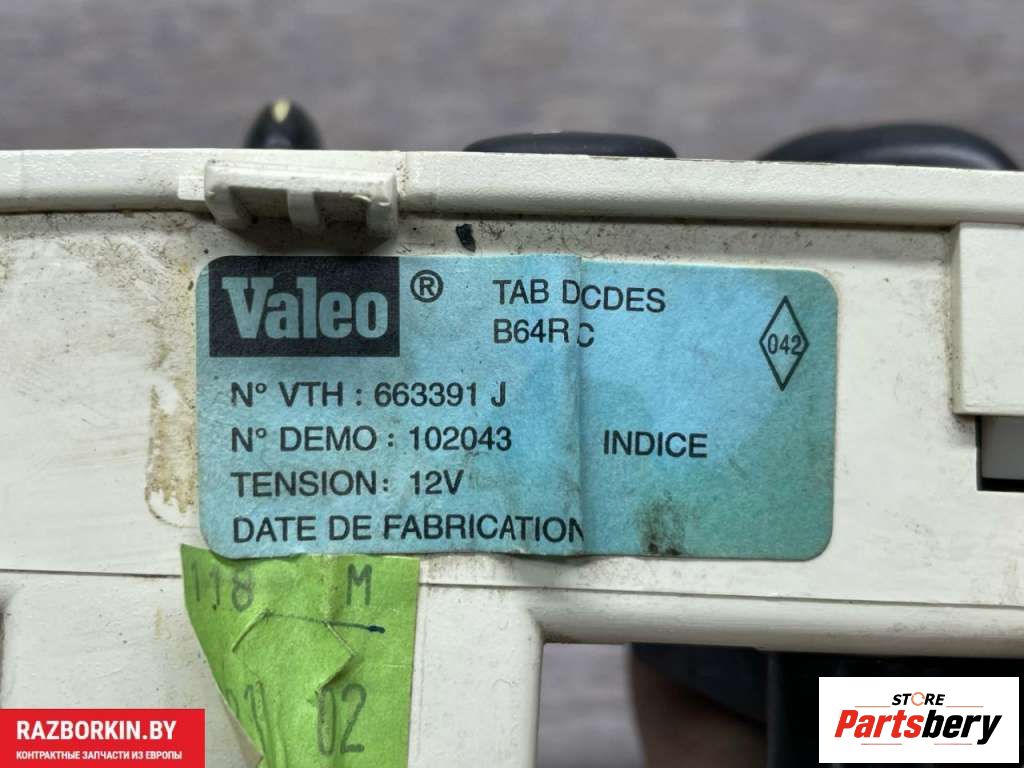 Valeo ® TAB DCDES
B64R C
042
N° VTH : 663391 J
N° DEMO : 102043 INDICE
TENSION: 12V
DATE DE FABRICATION
118 M
02
RAZBORKIN.BY
КОНТРАКТНЫЕ ЗАПЧАСТИ ИЗ ЕВРОПЫ
STORE
Partsbery